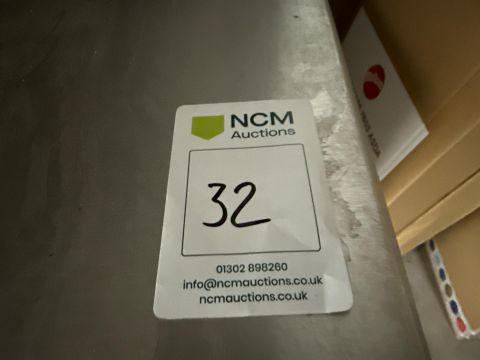 NCM
Auctions
32
01302 898260
info@ncmauctions.co.uk
ncmauctions.co.uk